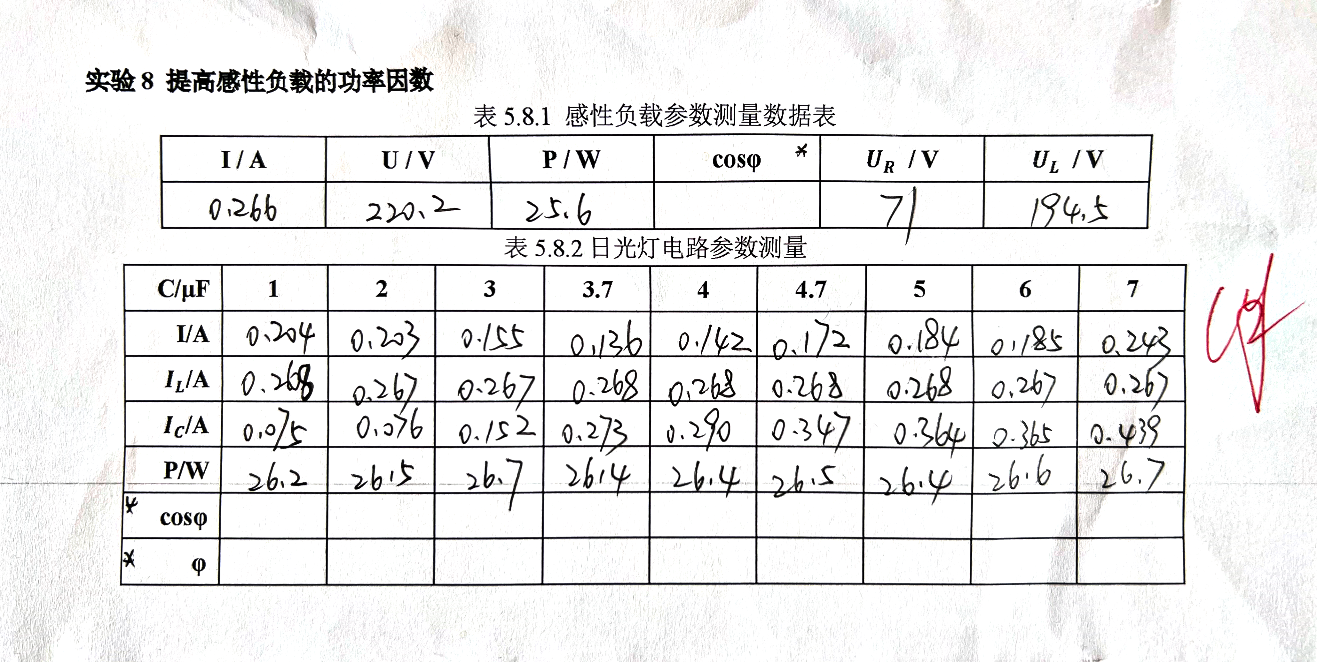 实验 8 提高感性负载的功率因数
表 5.8.1 感性负载参数测量数据表
I / A U / V P / W cosφ * U_R / V U_L / V
0.266 220.2 25.6 71 194.5
表 5.8.2 日光灯电路参数测量
C/μF 1 2 3 3.7 4 4.7 5 6 7
I/A 0.204 0.203 0.155 0.136 0.142 0.172 0.184 0.185 0.243
I_L/A 0.268 0.267 0.267 0.268 0.268 0.268 0.268 0.267 0.267
I_C/A 0.075 0.076 0.152 0.273 0.290 0.347 0.364 0.365 0.439
P/W 26.2 26.5 26.7 26.4 26.4 26.5 26.4 26.6 26.7
* cosφ
* φ